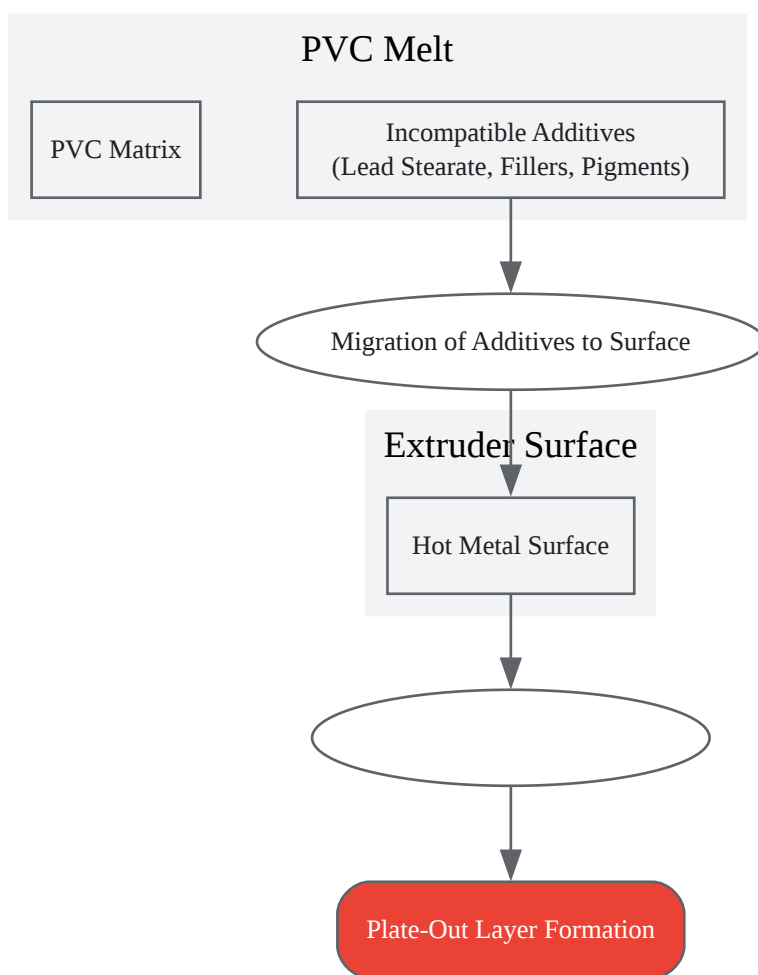 PVC Melt
PVC Matrix
Incompatible Additives
(Lead Stearate, Fillers, Pigments)
Migration of Additives to Surface
Extruder Surface
Hot Metal Surface
Plate-Out Layer Formation